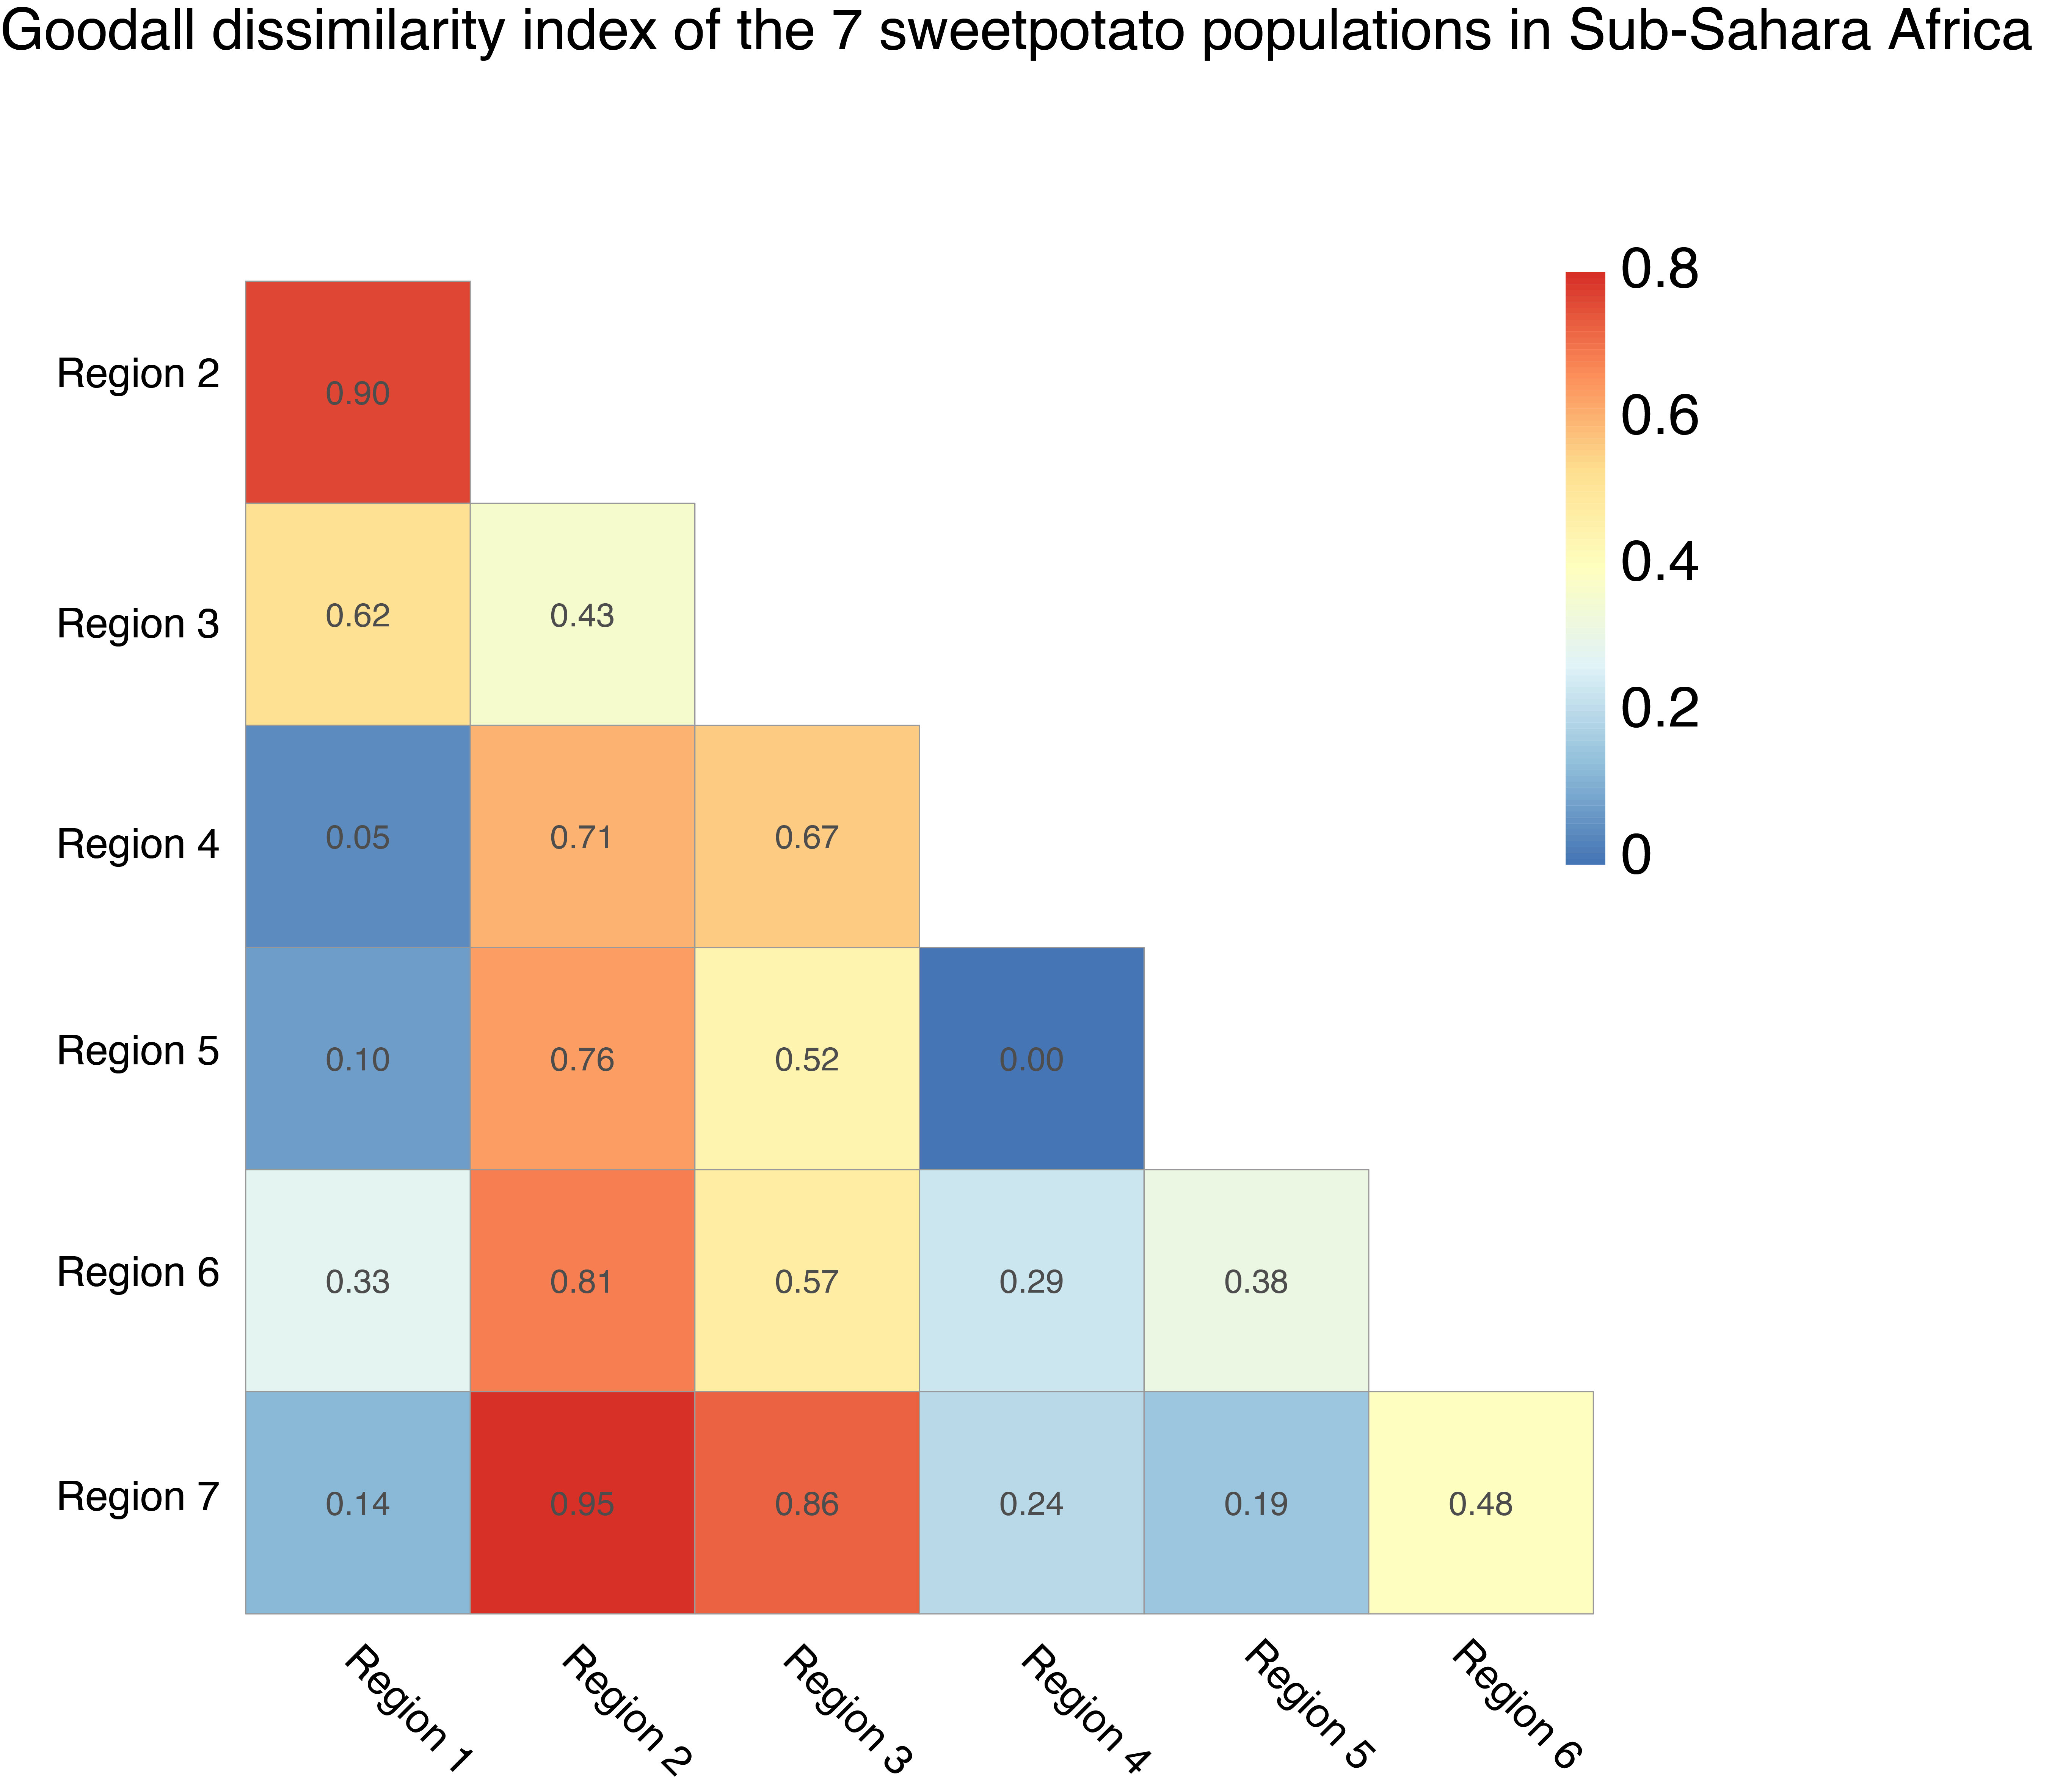 Goodall dissimilarity index of the 7 sweetpotato populations in Sub-Sahara Africa
0.8
0.6
0.4
0.2
0
Region 2
0.90
Region 3
0.62 0.43
Region 4
0.05 0.71 0.67
Region 5
0.10 0.76 0.52 0.00
Region 6
0.33 0.81 0.57 0.29 0.38
Region 7
0.14 0.95 0.86 0.24 0.19 0.48
Region 1
Region 2
Region 3
Region 4
Region 5
Region 6